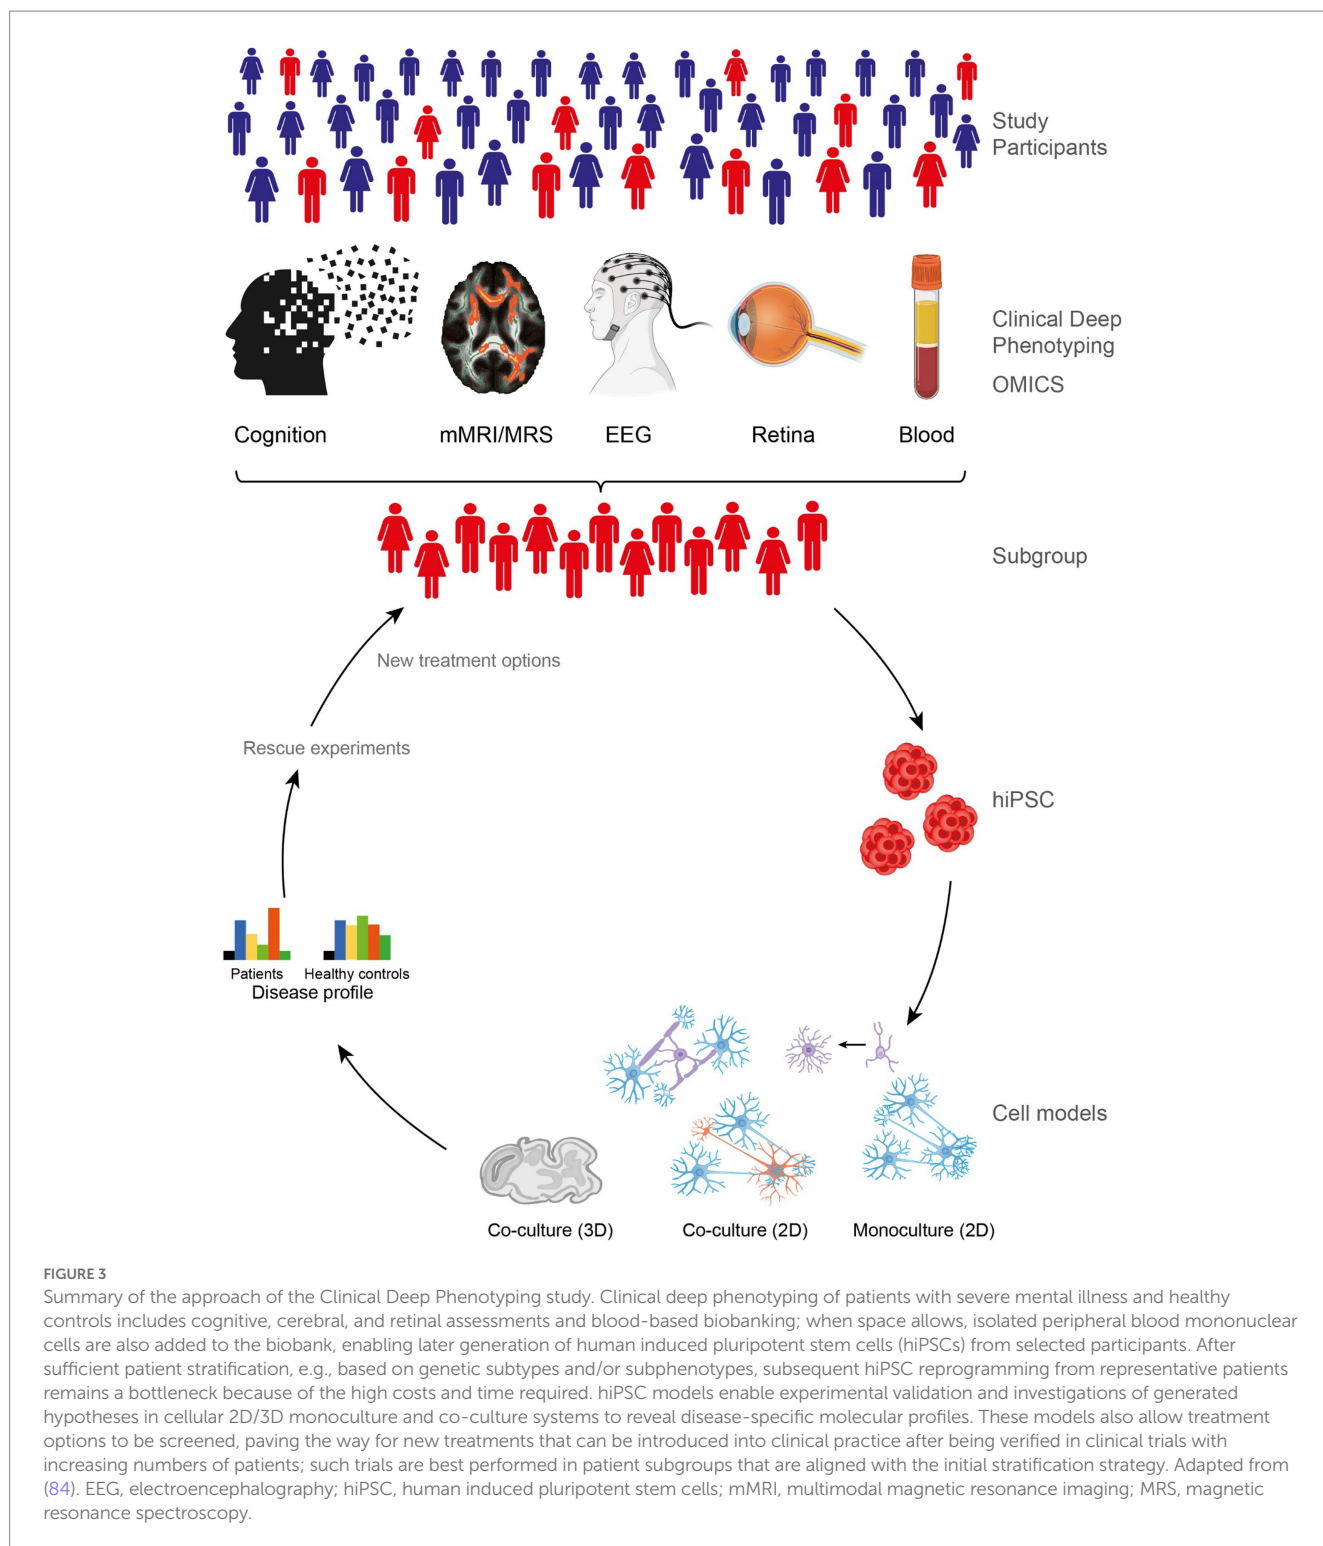 Study
Participants
Clinical Deep
Phenotyping
OMICS
Cognition
mMRI/MRS
EEG
Retina
Blood
Subgroup
New treatment options
Rescue experiments
hiPSC
Patients
Healthy controls
Disease profile
Cell models
Co-culture (3D)
Co-culture (2D)
Monoculture (2D)
FIGURE 3
Summary of the approach of the Clinical Deep Phenotyping study. Clinical deep phenotyping of patients with severe mental illness and healthy
controls includes cognitive, cerebral, and retinal assessments and blood-based biobanking; when space allows, isolated peripheral blood mononuclear
cells are also added to the biobank, enabling later generation of human induced pluripotent stem cells (hiPSCs) from selected participants. After
sufficient patient stratification, e.g., based on genetic subtypes and/or subphenotypes, subsequent hiPSC reprogramming from representative patients
remains a bottleneck because of the high costs and time required. hiPSC models enable experimental validation and investigations of generated
hypotheses in cellular 2D/3D monoculture and co-culture systems to reveal disease-specific molecular profiles. These models also allow treatment
options to be screened, paving the way for new treatments that can be introduced into clinical practice after being verified in clinical trials with
increasing numbers of patients; such trials are best performed in patient subgroups that are aligned with the initial stratification strategy. Adapted from
(84). EEG, electroencephalography; hiPSC, human induced pluripotent stem cells; mMRI, multimodal magnetic resonance imaging; MRS, magnetic
resonance spectroscopy.